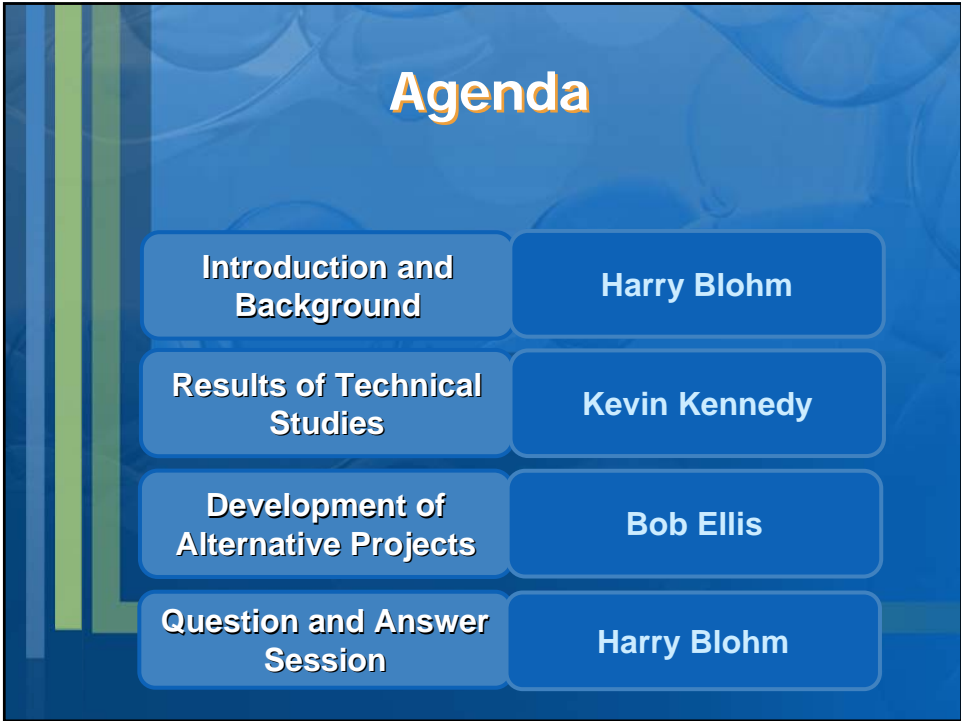 Agenda
Introduction and
Background
Harry Blohm
Results of Technical
Studies
Kevin Kennedy
Development of
Alternative Projects
Bob Ellis
Question and Answer
Session
Harry Blohm